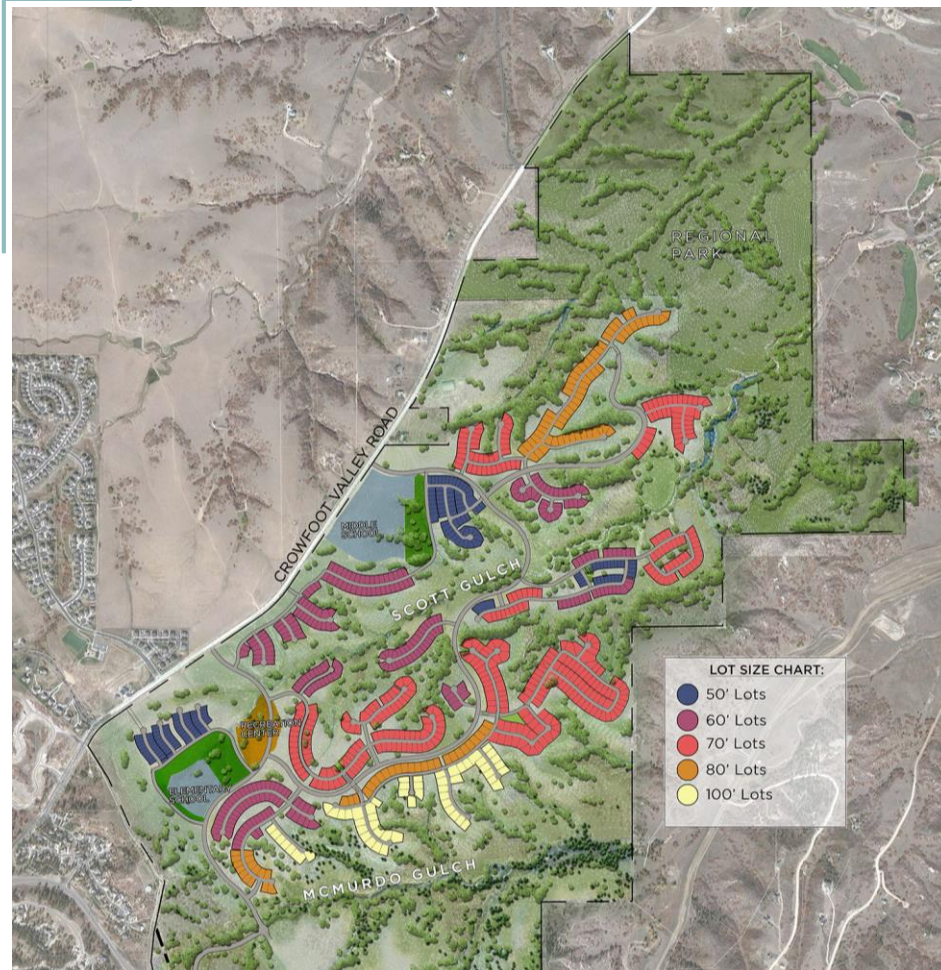 REGIONAL
PARK
CROWFOOT VALLEY ROAD
MIDDLE
SCHOOL
SCOTT GULCH
RECREATION
CENTER
ELEMENTARY
SCHOOL
MCMURDO GULCH
LOT SIZE CHART:
50' Lots
60' Lots
70' Lots
80' Lots
100' Lots